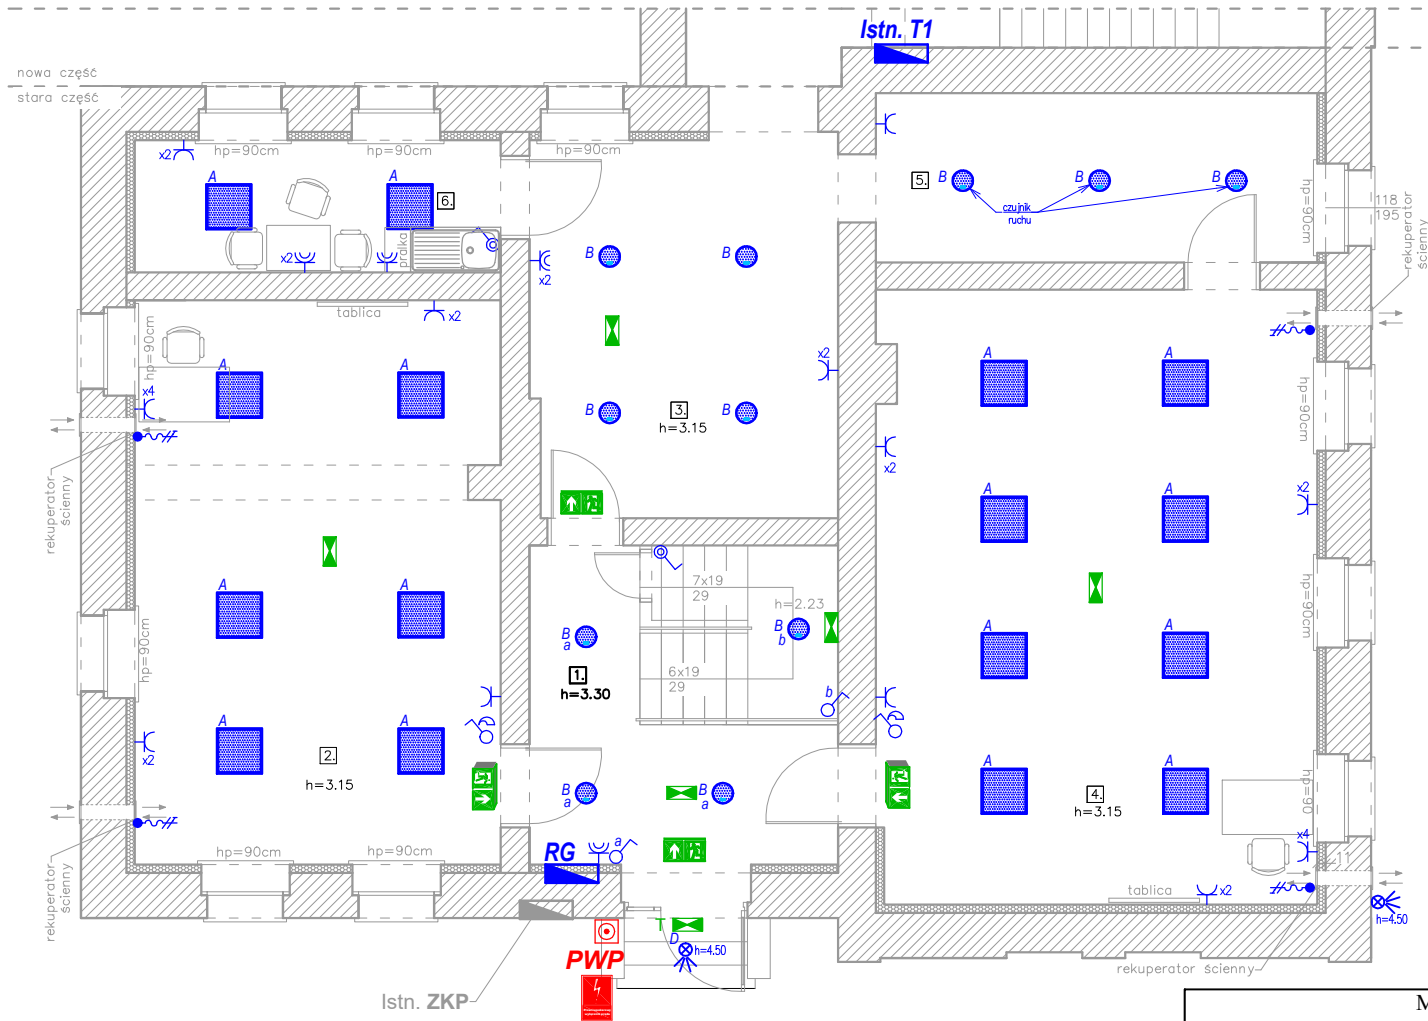 Istn. T1
nowa część
stara część
hp=90cm
hp=90cm
hp=90cm
x2
A
A
6.
x2
pralka
B
B
x2
5.
B
B
B
czujnik
ruchu
hp=90cm
118
195
rekuperator
ścienny
tablica
x2
hp=90cm
x4
A
A
rekuperator
ścienny
x2
B
B
3.
h=3.15
x2
A
A
x2
hp=90cm
A
A
A
A
hp=90cm
hp=90cm
7x19
29
h=2.23
B
a
B
b
1.
h=3.30
6x19
29
b
A
A
A
A
x2
2.
h=3.15
B
a
B
a
A
A
4.
h=3.15
hp=90
x4
11
hp=90cm
hp=90cm
rekuperator
ścienny
RG
a
tablica
x2
h=4.50
T
D
h=4.50
PWP
Istn. ZKP
rekuperator ścienny
M